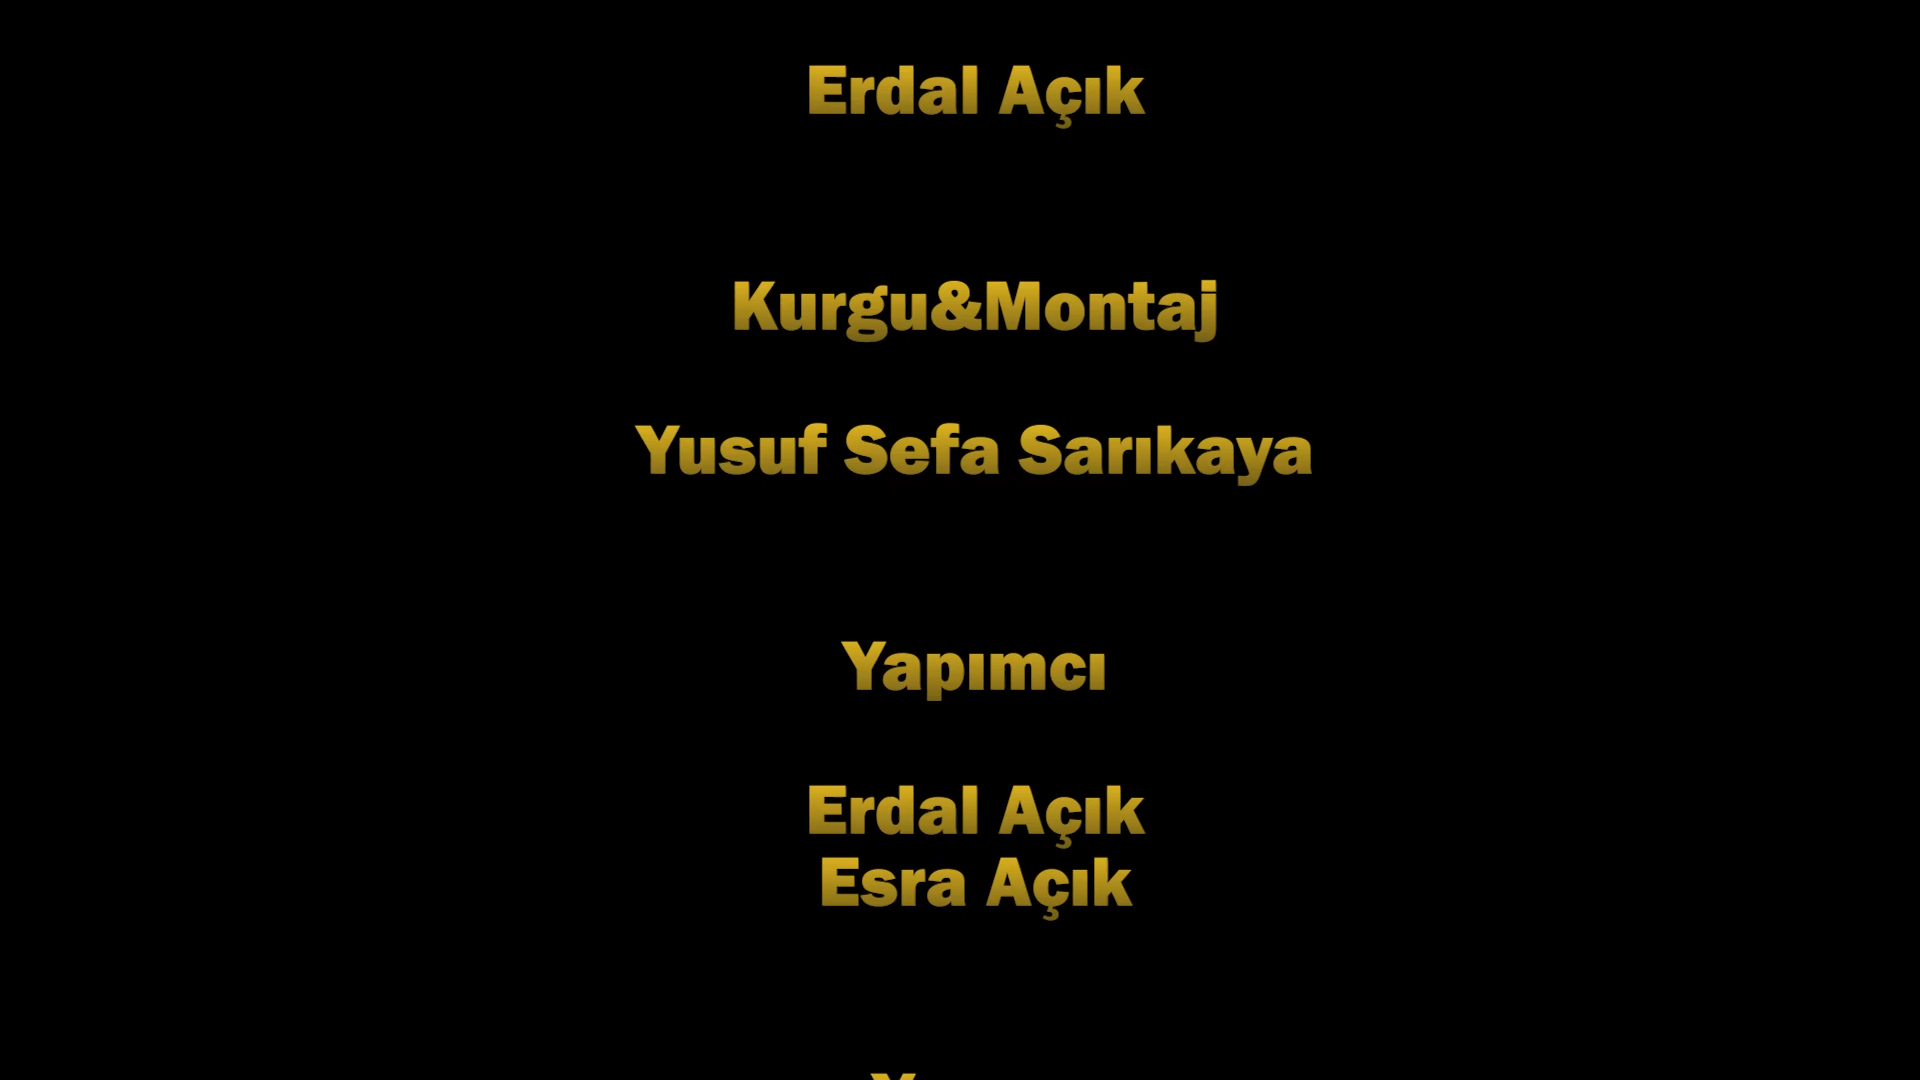 Erdal Açık
Kurgu&Montaj
Yusuf Sefa Sarıkaya
Yapımcı
Erdal Açık
Esra Açık